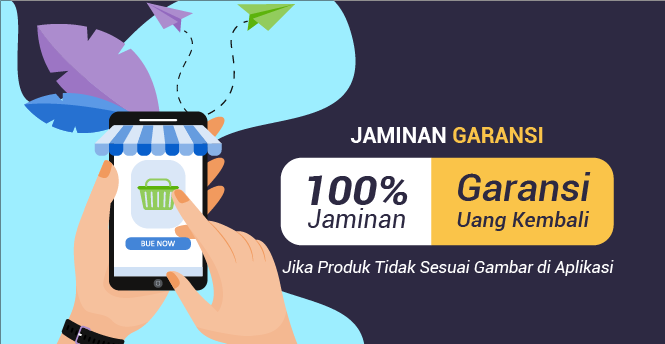 JAMINAN GARANSI
100%
Jaminan
Garansi
Uang Kembali
Jika Produk Tidak Sesuai Gambar di Aplikasi
BUE NOW